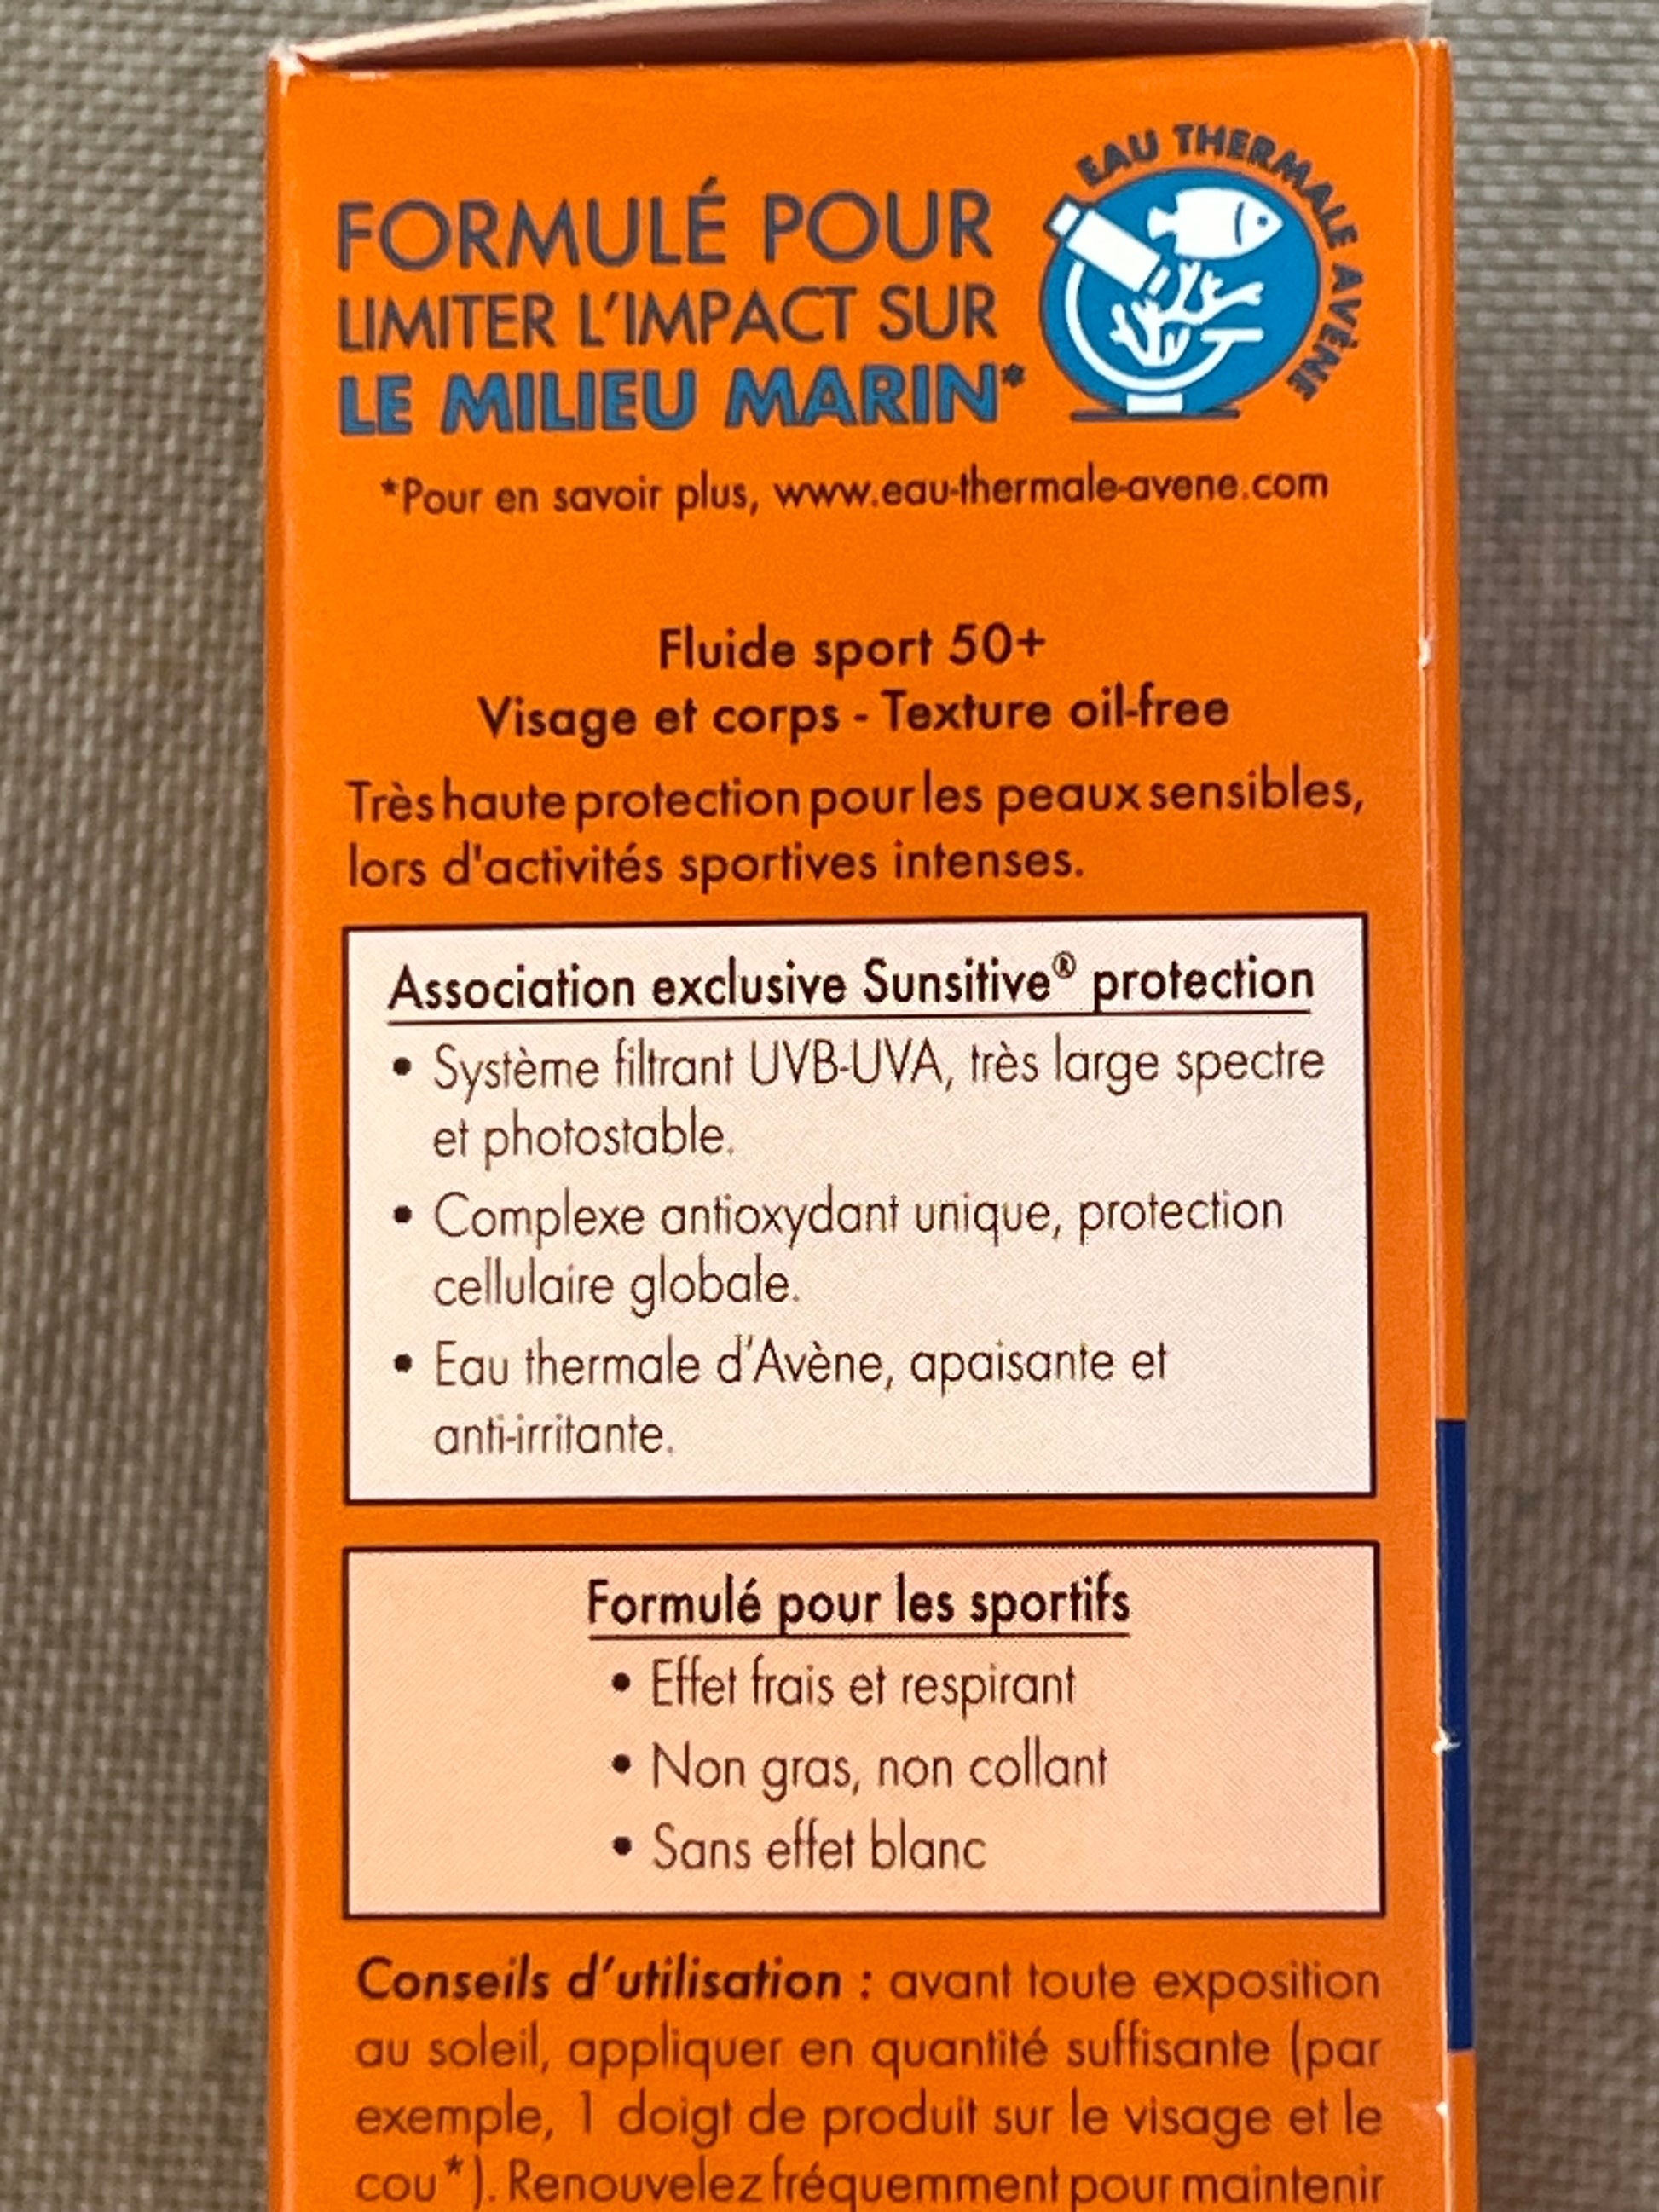 EAU THERMALE AVÈNE
FORMULÉ POUR
LIMITER L'IMPACT SUR
LE MILIEU MARIN*
*Pour en savoir plus, www.eau-thermale-avene.com
Fluide sport 50+
Visage et corps - Texture oil-free
Très haute protection pour les peaux sensibles,
lors d'activités sportives intenses.
Association exclusive Sunsitive® protection
• Système filtrant UVB-UVA, très large spectre
et photostable.
• Complexe antioxydant unique, protection
cellulaire globale.
• Eau thermale d'Avène, apaisante et
anti-irritante.
Formulé pour les sportifs
• Effet frais et respirant
• Non gras, non collant
• Sans effet blanc
Conseils d'utilisation : avant toute exposition
au soleil, appliquer en quantité suffisante (par
exemple, 1 doigt de produit sur le visage et le
cou*). Renouvelez fréquemment pour maintenir